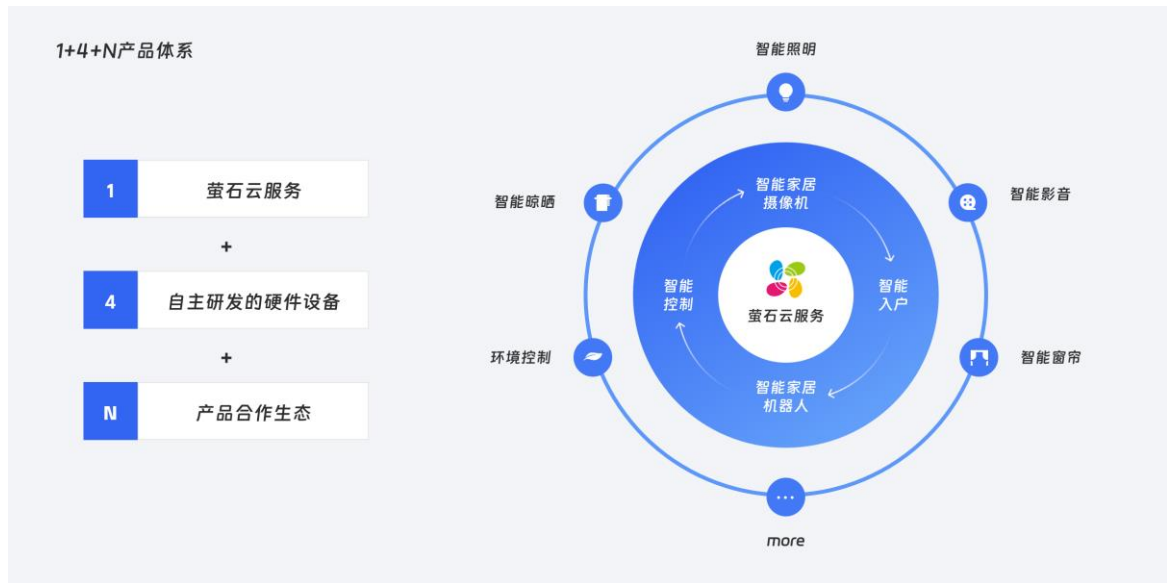 1+4+N产品体系
1
萤石云服务
+
4
自主研发的硬件设备
+
N
产品合作生态
智能照明
智能晾晒
智能影音
智能家居
摄像机
智能
控制
智能
入户
萤石云服务
环境控制
智能窗帘
智能家居
机器人
...
more